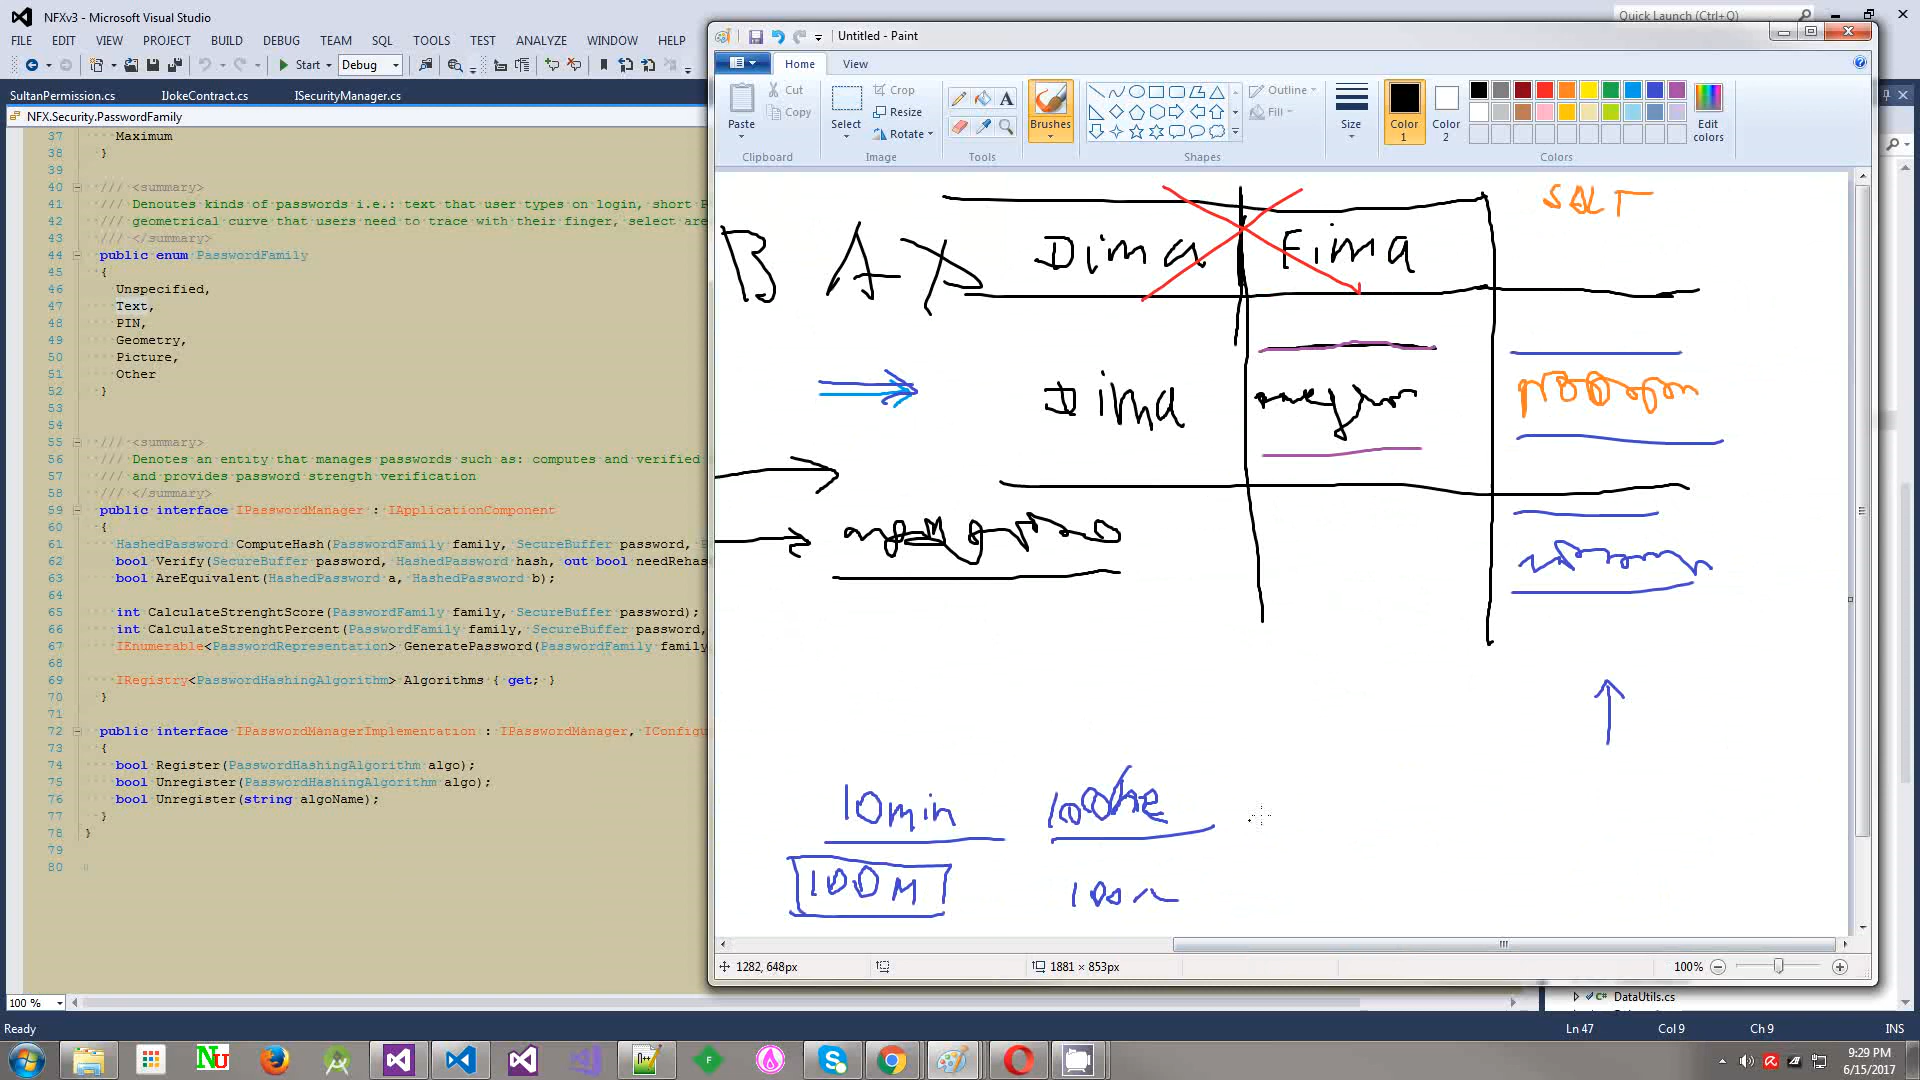 NFXv3 - Microsoft Visual Studio
Quick Launch (Ctrl+Q)
FILE EDIT VIEW PROJECT BUILD DEBUG TEAM SQL TOOLS TEST ANALYZE WINDOW HELP
Start Debug
SultanPermission.cs IJokeContract.cs ISecurityManager.cs
NFX.Security.PasswordFamily
37 Maximum
38 }
39
40 /// <summary>
41 /// Denoutes kinds of passwords i.e.: text that user types on login, short
42 /// geometrical curve that users need to trace with their finger, select are
43 /// </summary>
44 public enum PasswordFamily
45 {
46 Unspecified,
47 Text,
48 PIN,
49 Geometry,
50 Picture,
51 Other
52 }
53
54
55 /// <summary>
56 /// Denotes an entity that manages passwords such as: computes and verified
57 /// and provides password strength verification
58 /// </summary>
59 public interface IPasswordManager : IApplicationComponent
60 {
61 HashedPassword ComputeHash(PasswordFamily family, SecureBuffer password,
62 bool Verify(SecureBuffer password, HashedPassword hash, out bool needReha
63 bool AreEquivalent(HashedPassword a, HashedPassword b);
64
65 int CalculateStrenghtScore(PasswordFamily family, SecureBuffer password);
66 int CalculateStrenghtPercent(PasswordFamily family, SecureBuffer password,
67 IEnumerable<PasswordRepresentation> GeneratePassword(PasswordFamily family
68
69 IRegistry<PasswordHashingAlgorithm> Algorithms { get; }
70 }
71
72 public interface IPasswordManagerImplementation : IPasswordManager, IConfigu
73 {
74 bool Register(PasswordHashingAlgorithm algo);
75 bool Unregister(PasswordHashingAlgorithm algo);
76 bool Unregister(string algoName);
77 }
78 }
79
80
100 %
Untitled - Paint
Home View
Paste Cut Copy Clipboard
Select Crop Resize Rotate Image
A Tools
Brushes
Outline Fill Shapes
Size
Color 1 Color 2 Edit colors Colors
SALT
B A Dima Fima
Dima
10min
100M
1282, 648px 1881 × 853px 100%
DataUtils.cs
Ready Ln 47 Col 9 Ch 9 INS
9:29 PM
6/15/2017